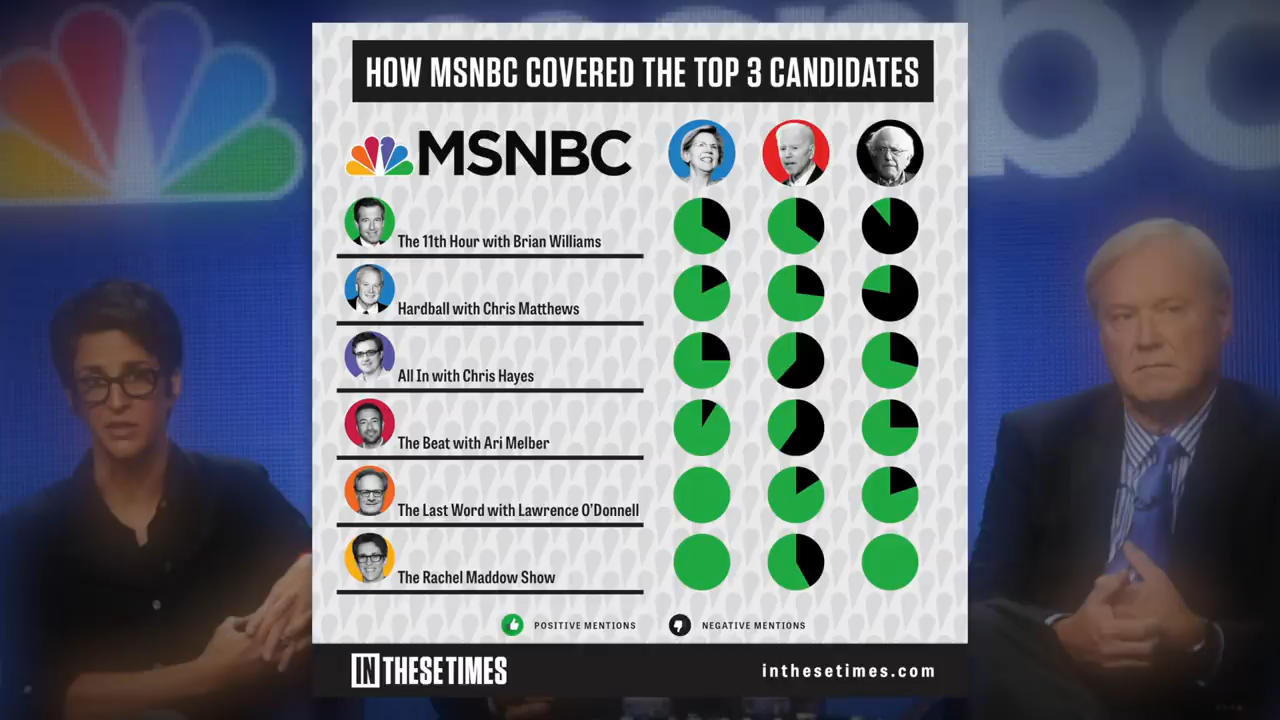 HOW MSNBC COVERED THE TOP 3 CANDIDATES
MSNBC
The 11th Hour with Brian Williams
Hardball with Chris Matthews
All In with Chris Hayes
The Beat with Ari Melber
The Last Word with Lawrence O'Donnell
The Rachel Maddow Show
POSITIVE MENTIONS
NEGATIVE MENTIONS
IN THESE TIMES
inthesetimes.com